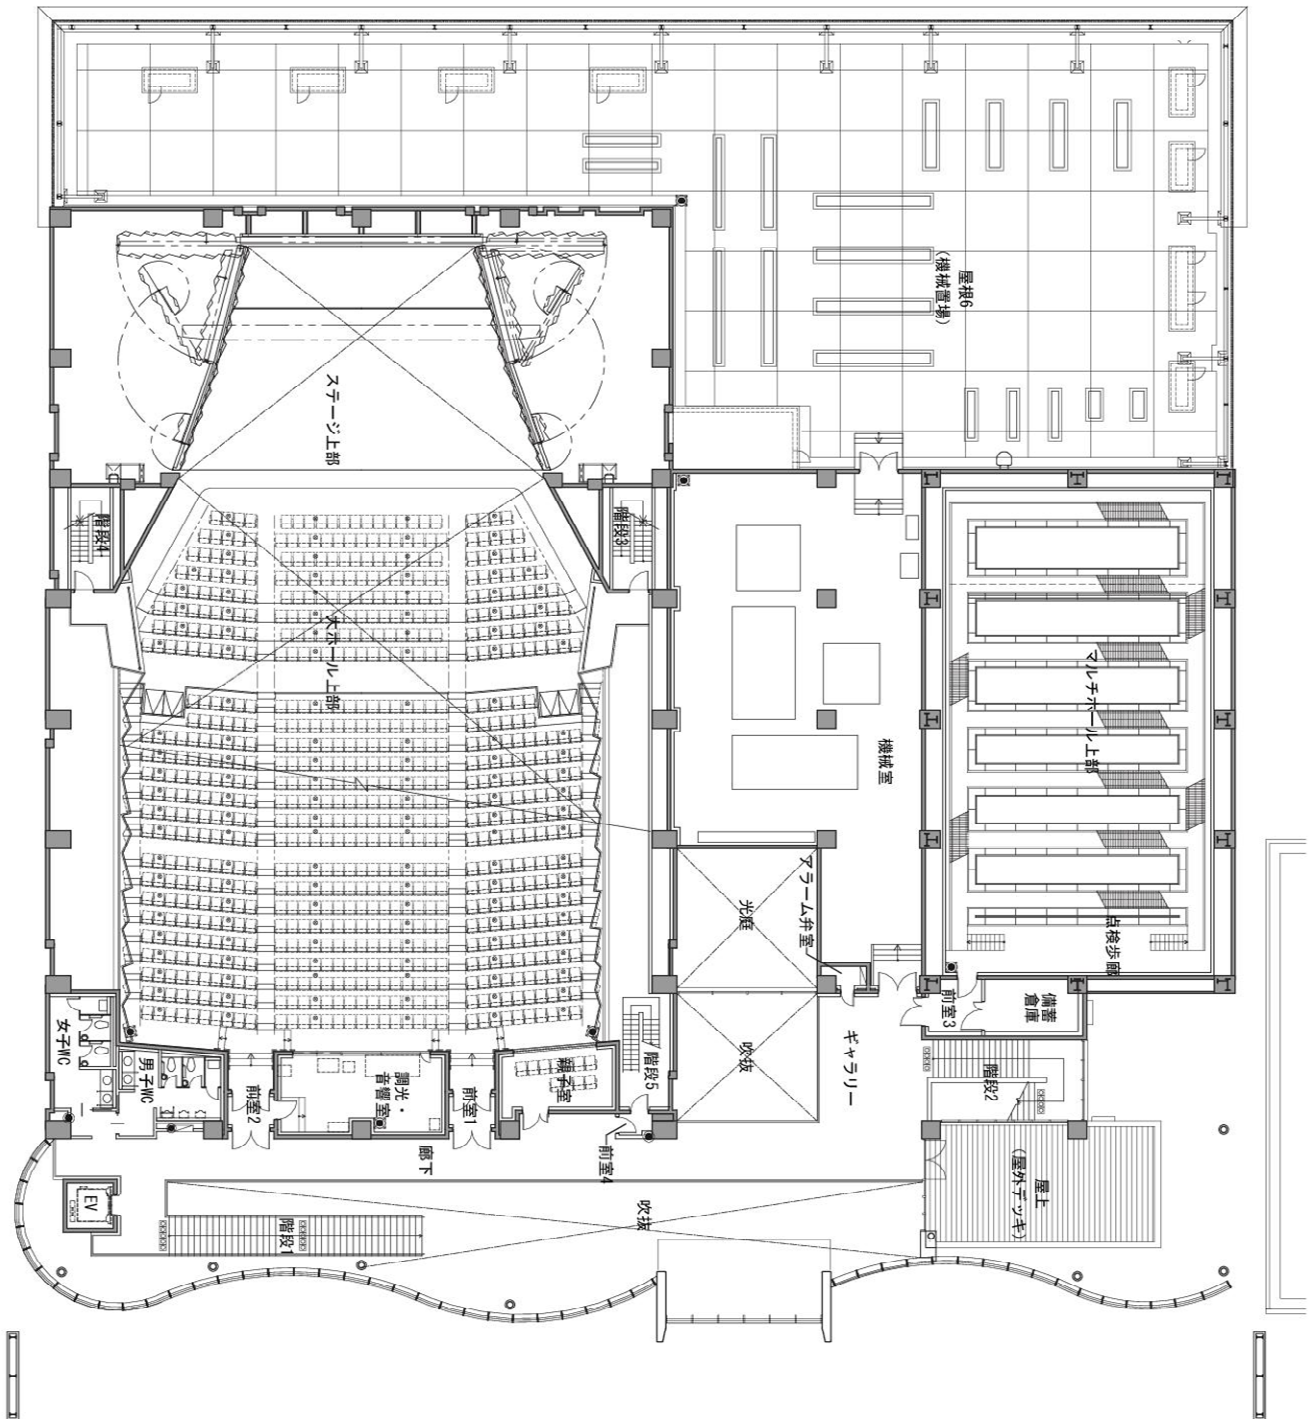 屋根6
(機械置場)
ステージ上部
階段4
階段3
大ホール上部
マルチホール上部
機械室
光庭
アラーム弁室
点検歩廊
備蓄
倉庫
前室3
女子WC
男子WC
前室2
調光・
音響室
前室1
親子室
階段5
吹抜
ギャラリー
階段2
前室4
廊下
屋上
(屋外デッキ)
EV
階段1
吹抜